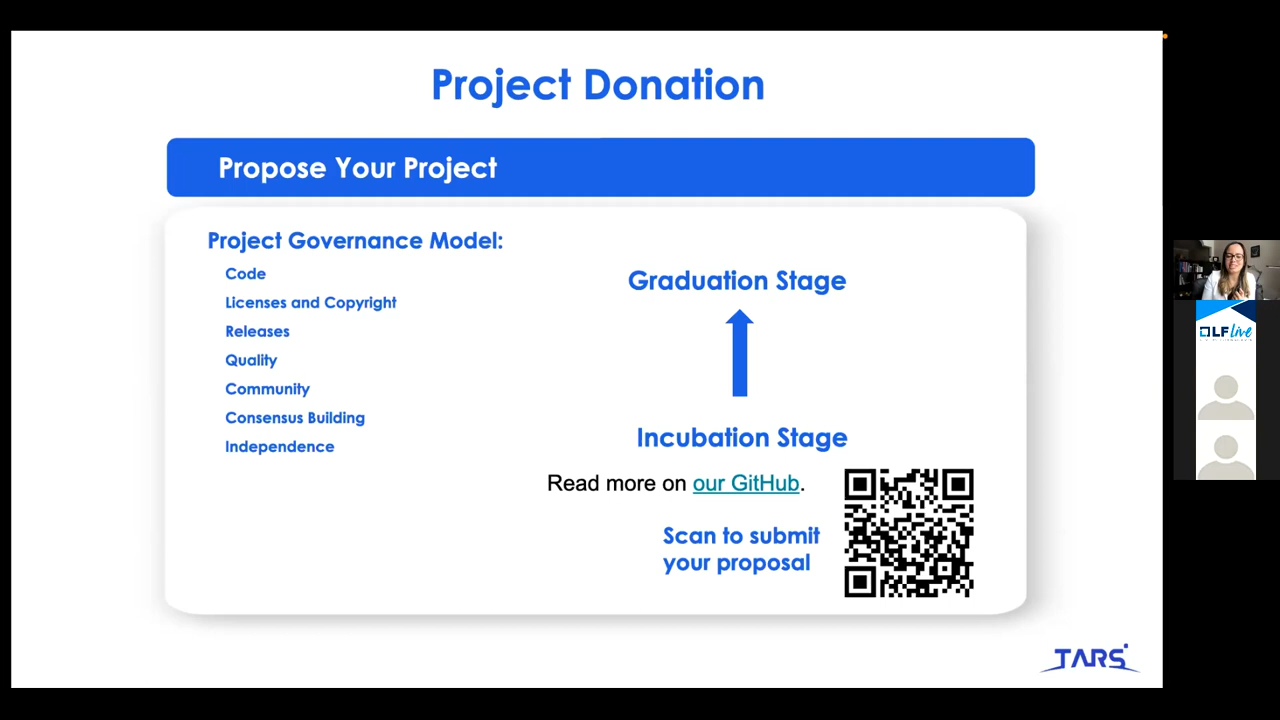 Project Donation
Propose Your Project
Project Governance Model:
Code
Licenses and Copyright
Releases
Quality
Community
Consensus Building
Independence
Graduation Stage
Incubation Stage
Read more on our GitHub.
Scan to submit
your proposal
TARS
LF Live